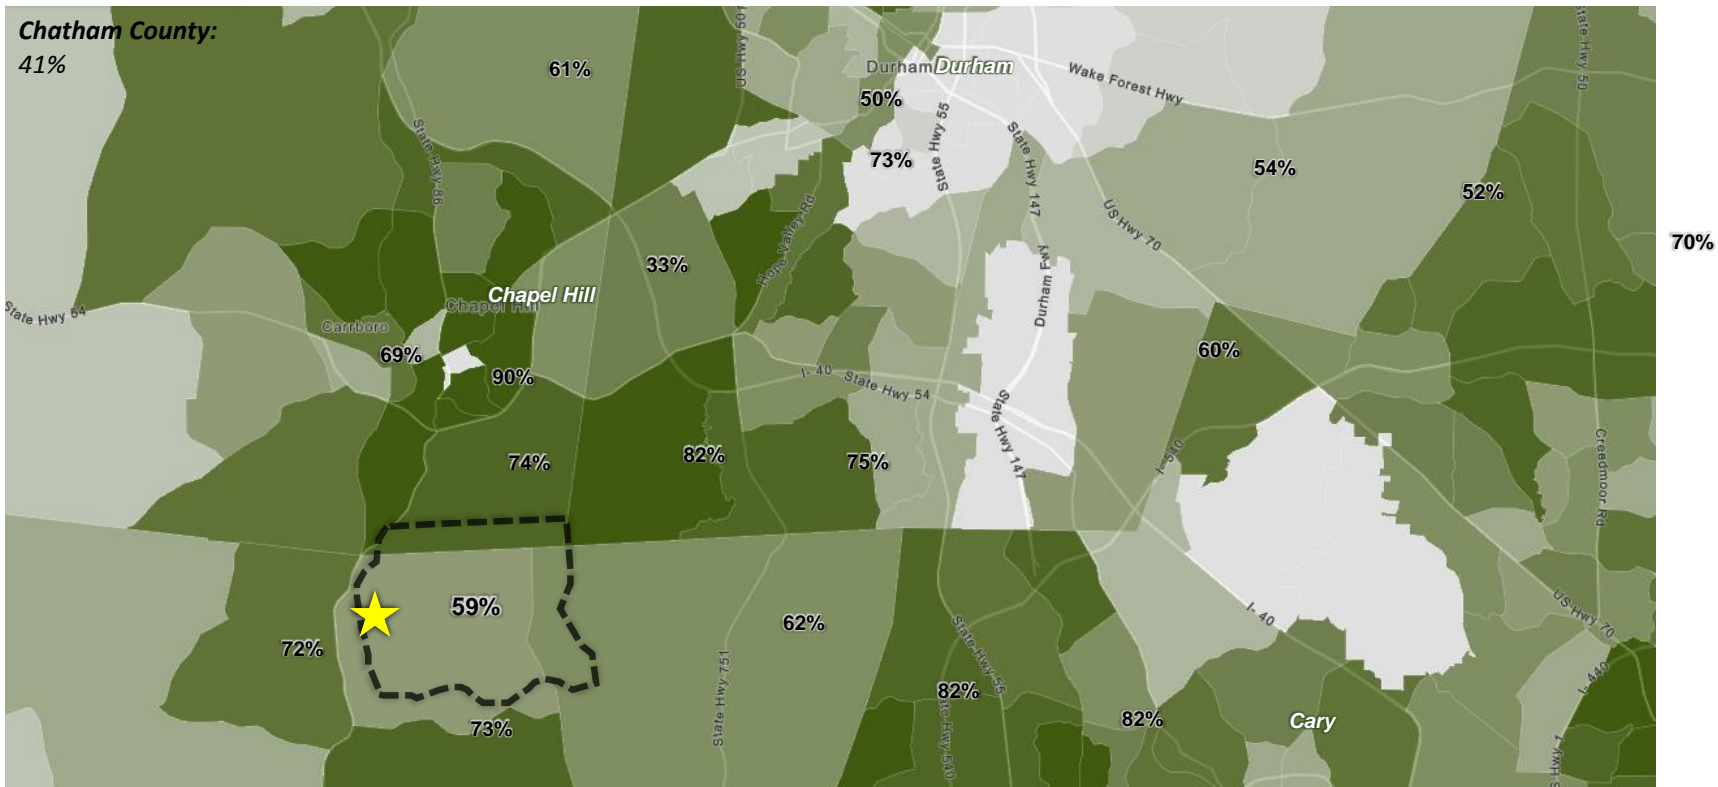 Chatham County:
41%
US Hwy 501
State Hwy 50
61%
Durham
Durham
Wake Forest Hwy
50%
State Hwy 55
State Hwy 86
73%
State Hwy 147
54%
52%
US Hwy 70
Hope Valley Rd
70%
33%
Durham Fwy
Chapel Hill
Chapel Hill
State Hwy 54
Carrboro
69%
90%
60%
I- 40
State Hwy 54
State Hwy 147
74%
82%
75%
I- 540
Creedmoor Rd
59%
62%
I- 40
US Hwy 70
72%
State Hwy 55
State Hwy 751
I- 440
82%
73%
82%
Cary
State Hwy 540
S Hwy 1